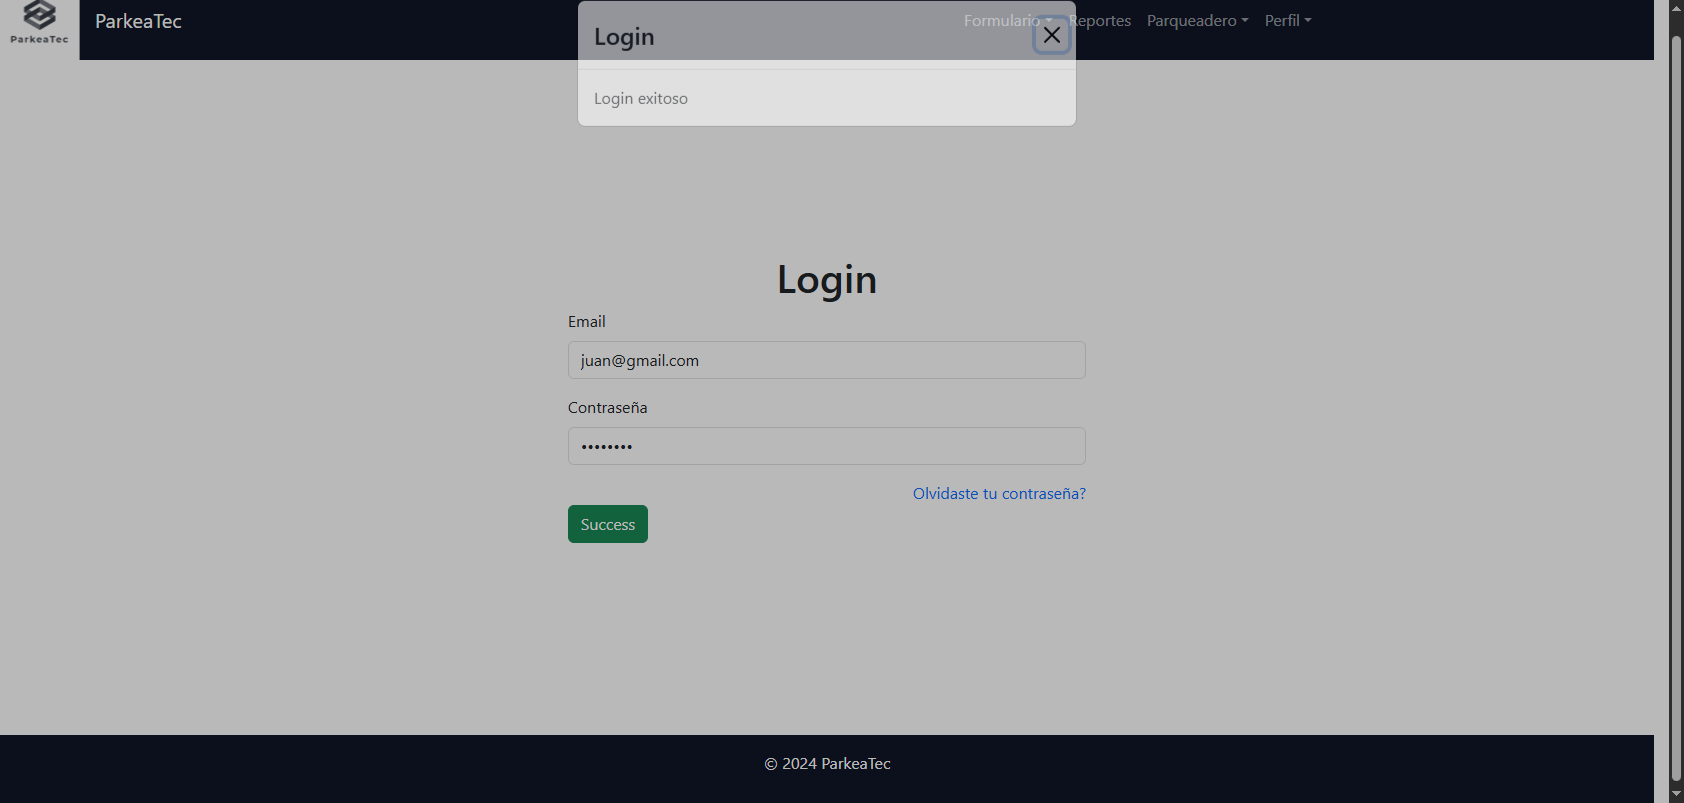 ParkeaTec
ParkeaTec
Formulario Reportes Parqueadero Perfil
Login
Login exitoso
Login
Email
juan@gmail.com
Contraseña
••••••••
Olvidaste tu contraseña?
Success
© 2024 ParkeaTec